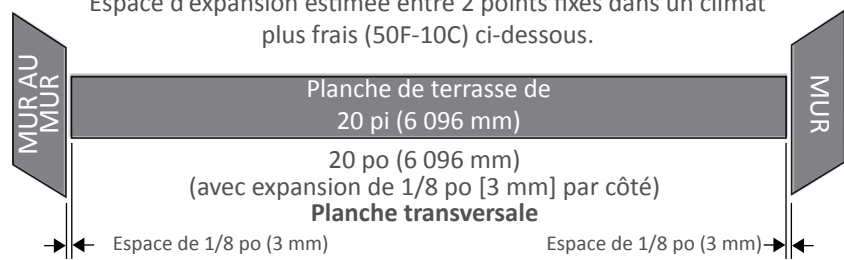 Espace d'expansion estimée entre 2 points fixes dans un climat
plus frais (50F-10C) ci-dessous.
MUR AU
MUR
Planche de terrasse de
20 pi (6 096 mm)
MUR
20 po (6 096 mm)
(avec expansion de 1/8 po [3 mm] par côté)
Planche transversale
Espace de 1/8 po (3 mm)
Espace de 1/8 po (3 mm)